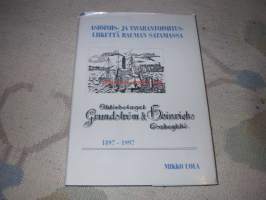 ASIOIMIS- JA TAVARANTOIMITUS-
LIIKETTÄ RAUMAN SATAMASSA
Aktiebolaget
Grundström & Heinrichs
Osakeyhtiö
1897 - 1997
MIKKO UOLA